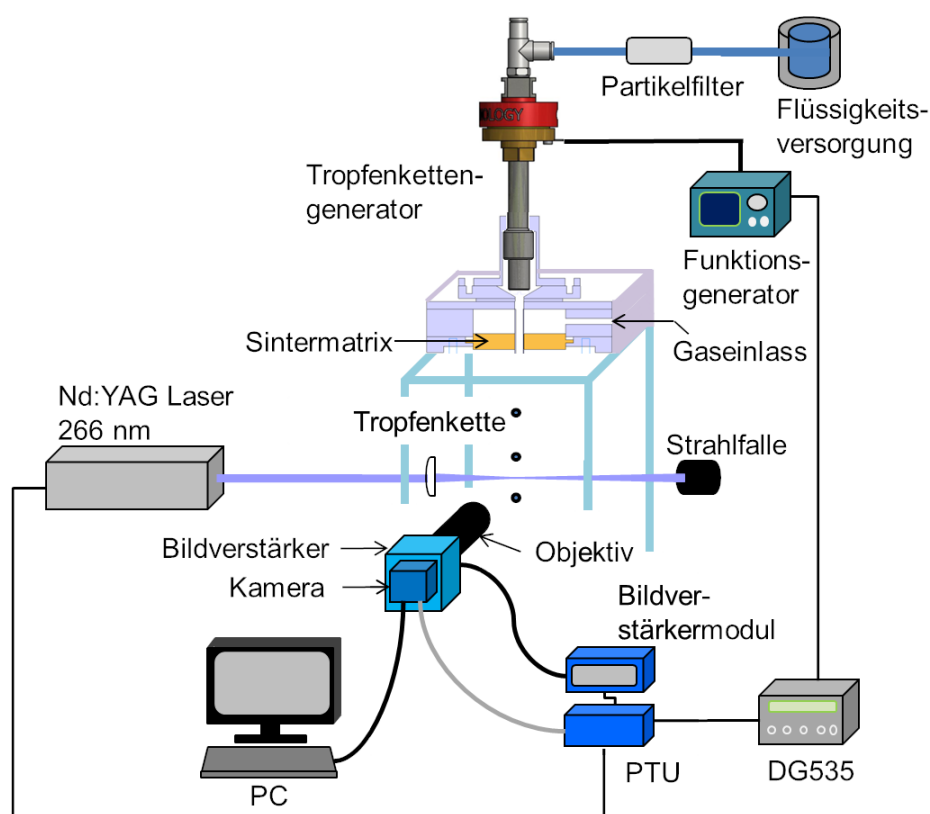 Partikelfilter
Flüssigkeits-
versorgung
OLOGY
Tropfenketten-
generator
Funktions-
generator
Sintermatrix
Gaseinlass
Nd:YAG Laser
266 nm
Tropfenkette
Strahlfalle
Bildverstärker
Objektiv
Kamera
Bildver-
stärkermodul
PTU
DG535
PC